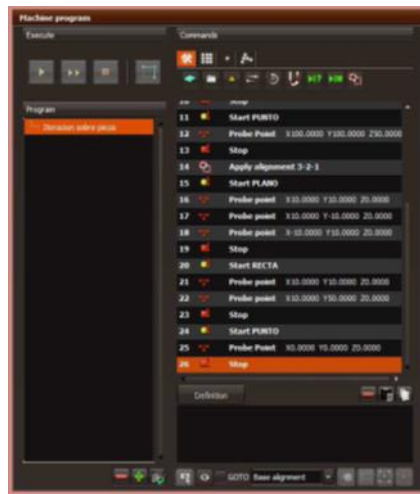 Machine program
Execute
Commands
Program
Iteracion sobre piezas
Stop
11 Start PUNTO
12 Probe Point X100.0000 Y100.0000 Z50.0000
13 Stop
14 Apply alignment 3-2-1
15 Start PLANO
16 Probe point X10.0000 Y10.0000 Z0.0000
17 Probe point X10.0000 Y-10.0000 Z0.0000
18 Probe point X-10.0000 Y10.0000 Z0.0000
19 Stop
20 Start RECTA
21 Probe point X10.0000 Y10.0000 Z0.0000
22 Probe point X10.0000 Y50.0000 Z0.0000
23 Stop
24 Start PUNTO
25 Probe Point X0.0000 Y0.0000 Z0.0000
26 Stop
Definition
GOTO Base alignment